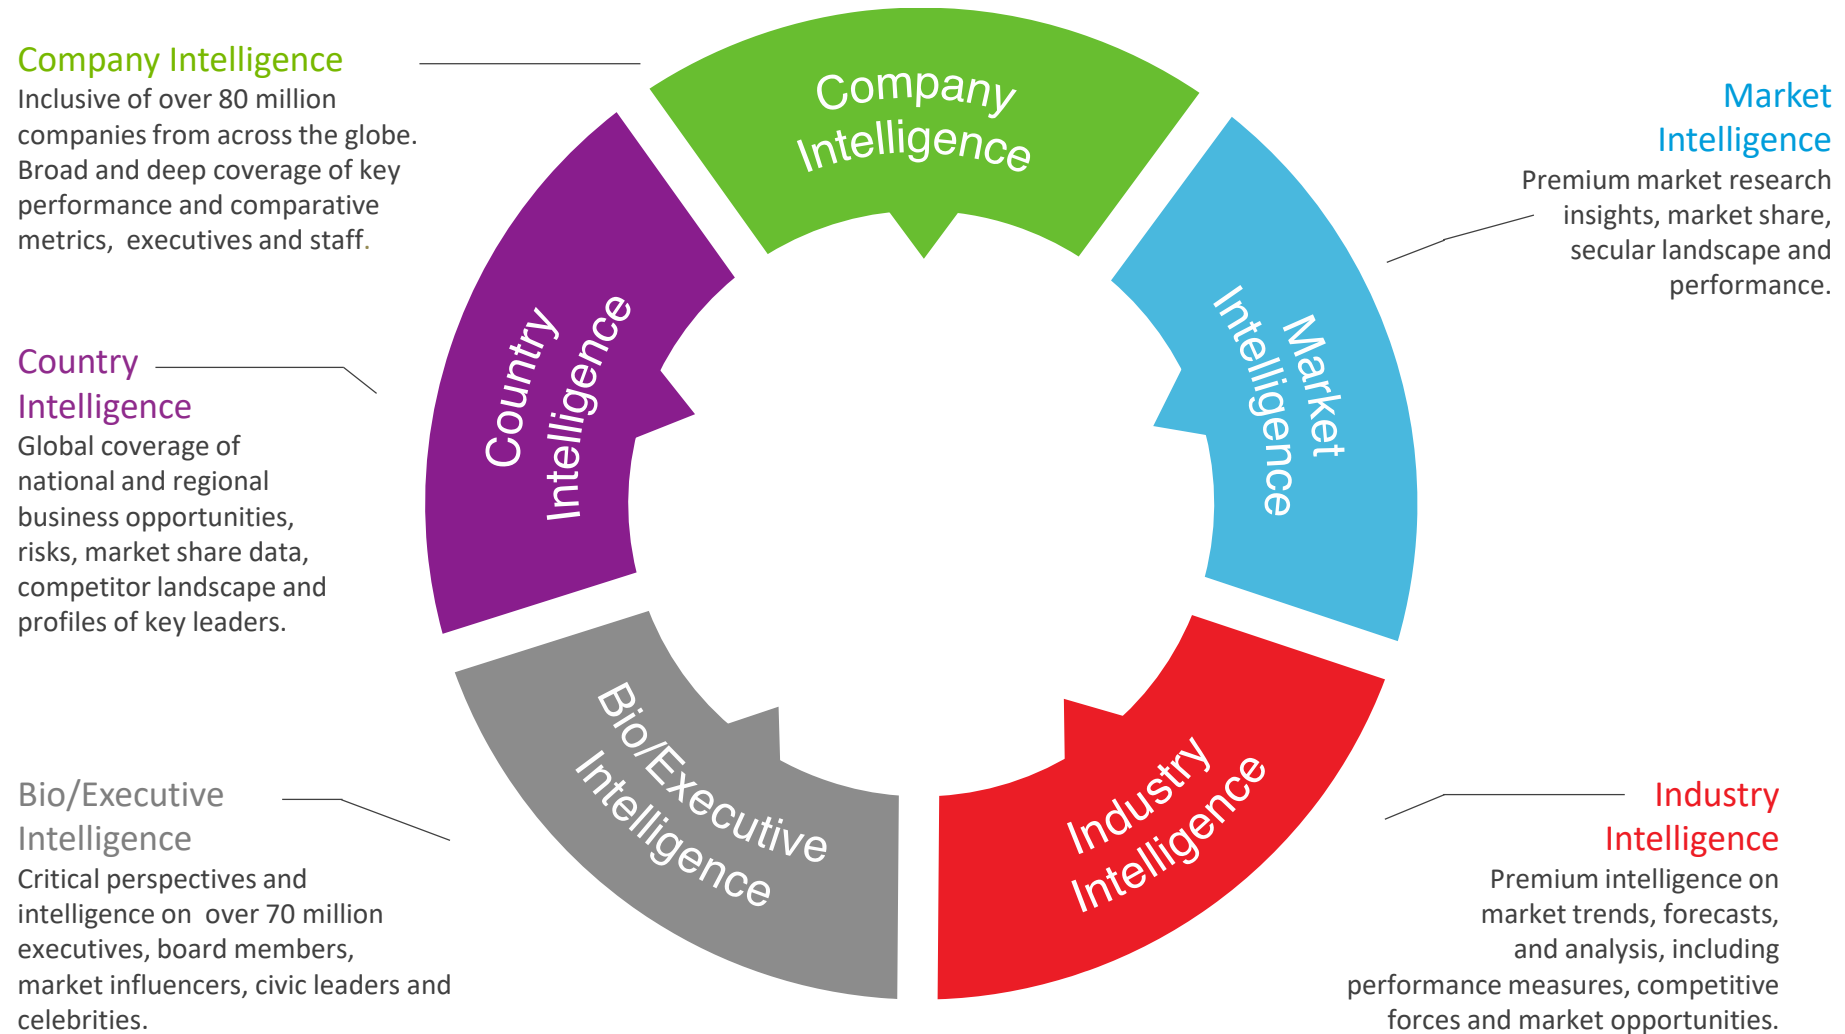 Company Intelligence
Inclusive of over 80 million
companies from across the globe.
Broad and deep coverage of key
performance and comparative
metrics,  executives and staff.
Country
Intelligence
Global coverage of
national and regional
business opportunities,
risks, market share data,
competitor landscape and
profiles of key leaders.
Bio/Executive
Intelligence
Critical perspectives and
intelligence on  over 70 million
executives, board members,
market influencers, civic leaders and
celebrities.
Company
Intelligence
Market
Intelligence
Industry
Intelligence
Bio/Executive
Intelligence
Country
Intelligence
Market
Intelligence
Premium market research
insights, market share,
secular landscape and
performance.
Industry
Intelligence
Premium intelligence on
market trends, forecasts,
and analysis, including
performance measures, competitive
forces and market opportunities.